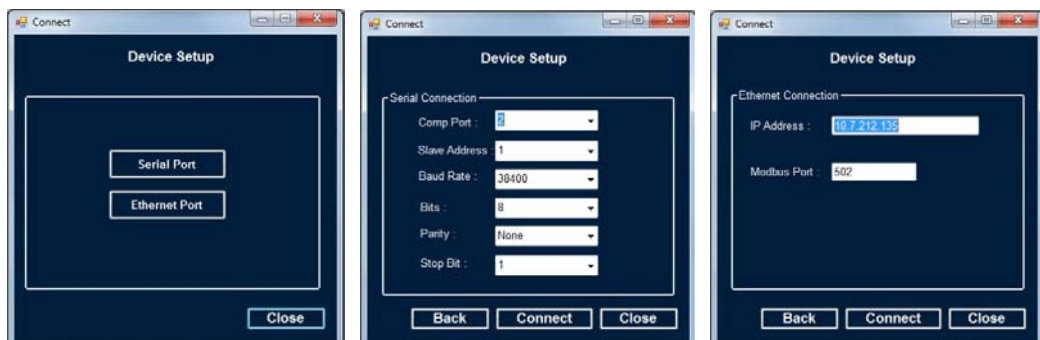 Connect
Device Setup
Serial Port
Ethernet Port
Close
Connect
Device Setup
Serial Connection
Comp Port : 2
Slave Address : 1
Baud Rate : 38400
Bits : 8
Parity : None
Stop Bit : 1
Back Connect Close
Connect
Device Setup
Ethernet Connection
IP Address : 10.7.212.135
Modbus Port : 502
Back Connect Close